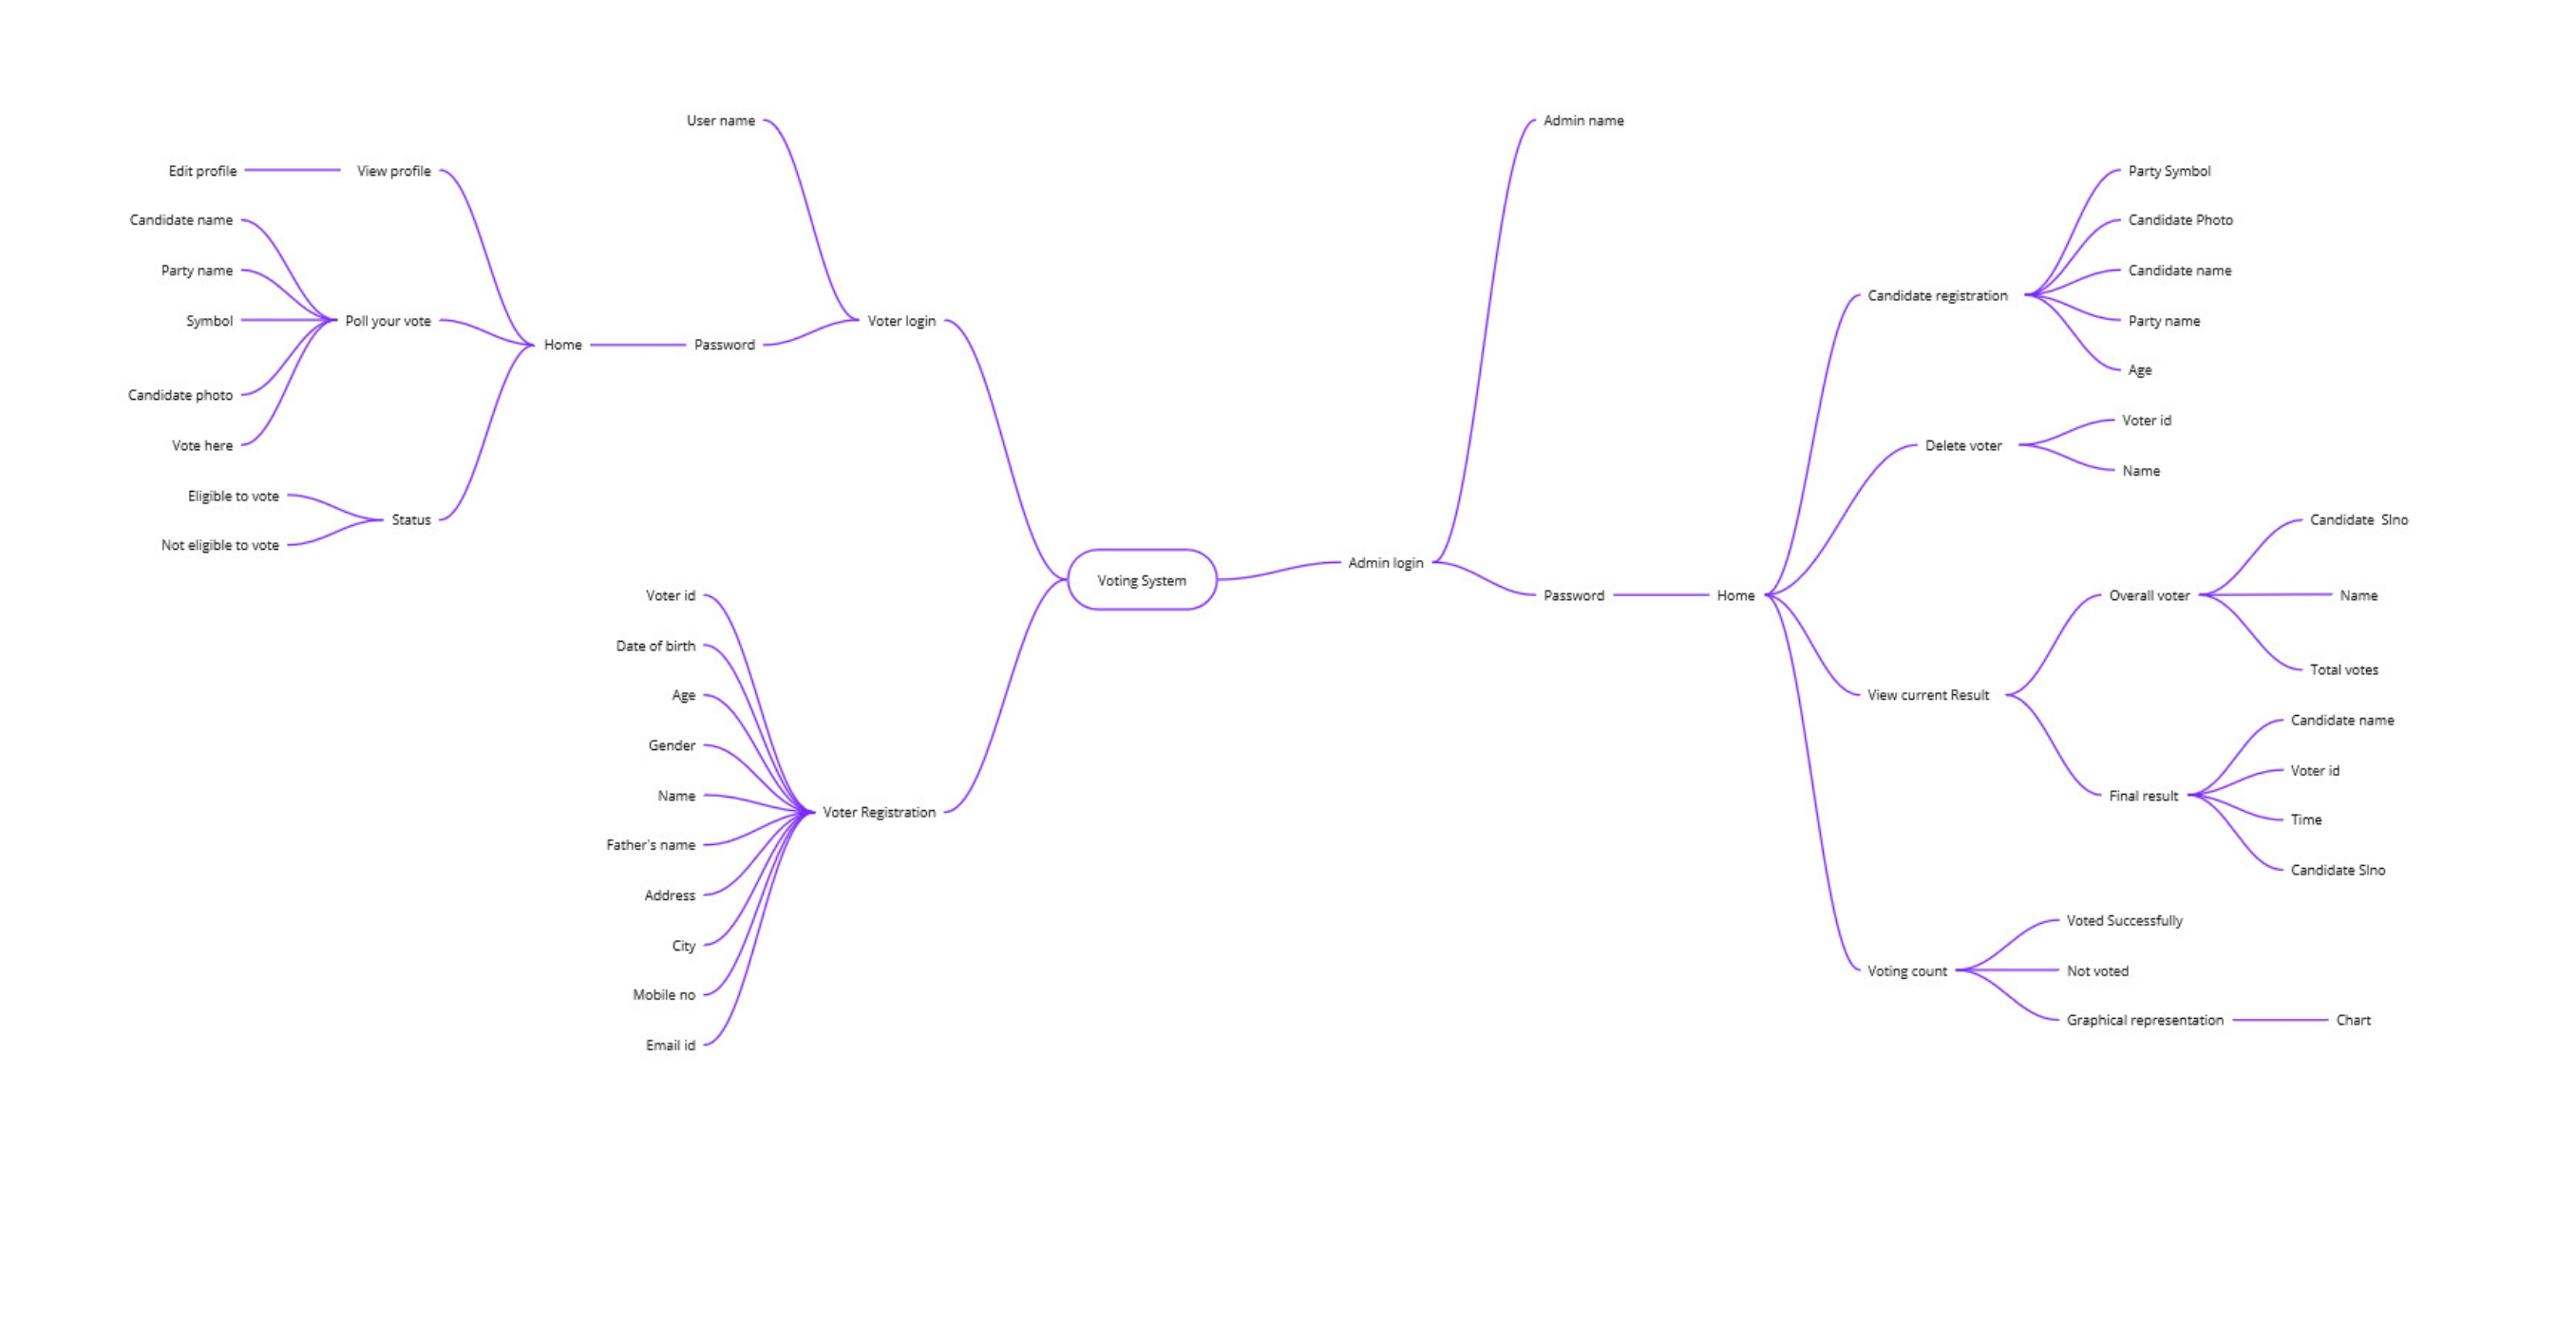 User name
Admin name
Edit profile
View profile
Candidate name
Party name
Symbol
Poll your vote
Candidate photo
Vote here
Home
Password
Voter login
Eligible to vote
Not eligible to vote
Status
Voting System
Voter id
Date of birth
Age
Gender
Name
Father's name
Address
City
Mobile no
Email id
Voter Registration
Admin login
Password
Home
Candidate registration
Party Symbol
Candidate Photo
Candidate name
Party name
Age
Delete voter
Voter id
Name
View current Result
Overall voter
Candidate Slno
Name
Total votes
Final result
Candidate name
Voter id
Time
Candidate Slno
Voting count
Voted Successfully
Not voted
Graphical representation
Chart